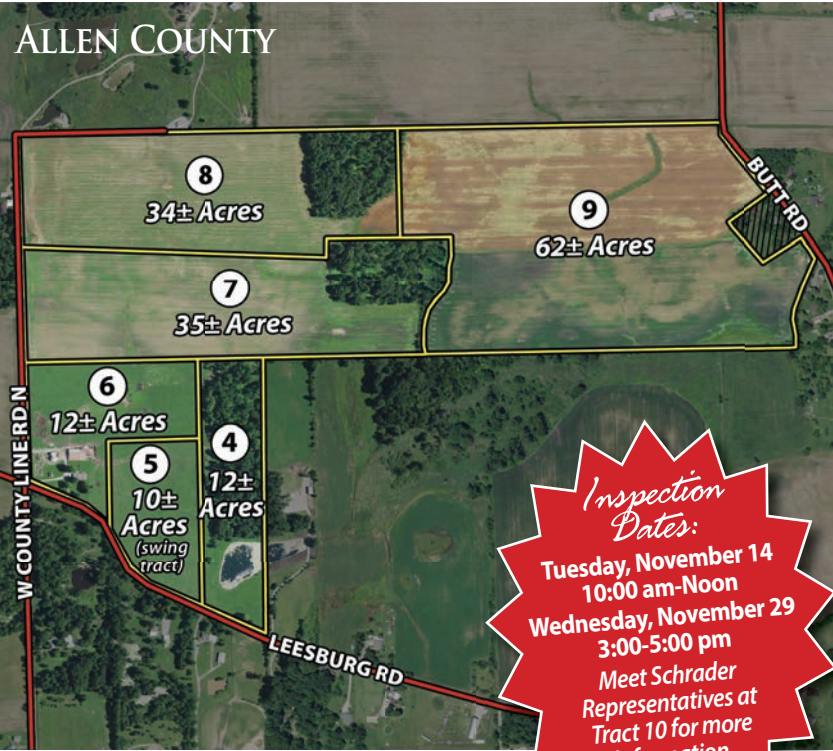 ALLEN COUNTY
8
34± Acres
9
62± Acres
BUTT RD
7
35± Acres
W COUNTY LINE RD N
6
12± Acres
5
10±
Acres
(swing
tract)
4
12±
Acres
LEESBURG RD
Inspection
Dates:
Tuesday, November 14
10:00 am-Noon
Wednesday, November 29
3:00-5:00 pm
Meet Schrader
Representatives at
Tract 10 for more